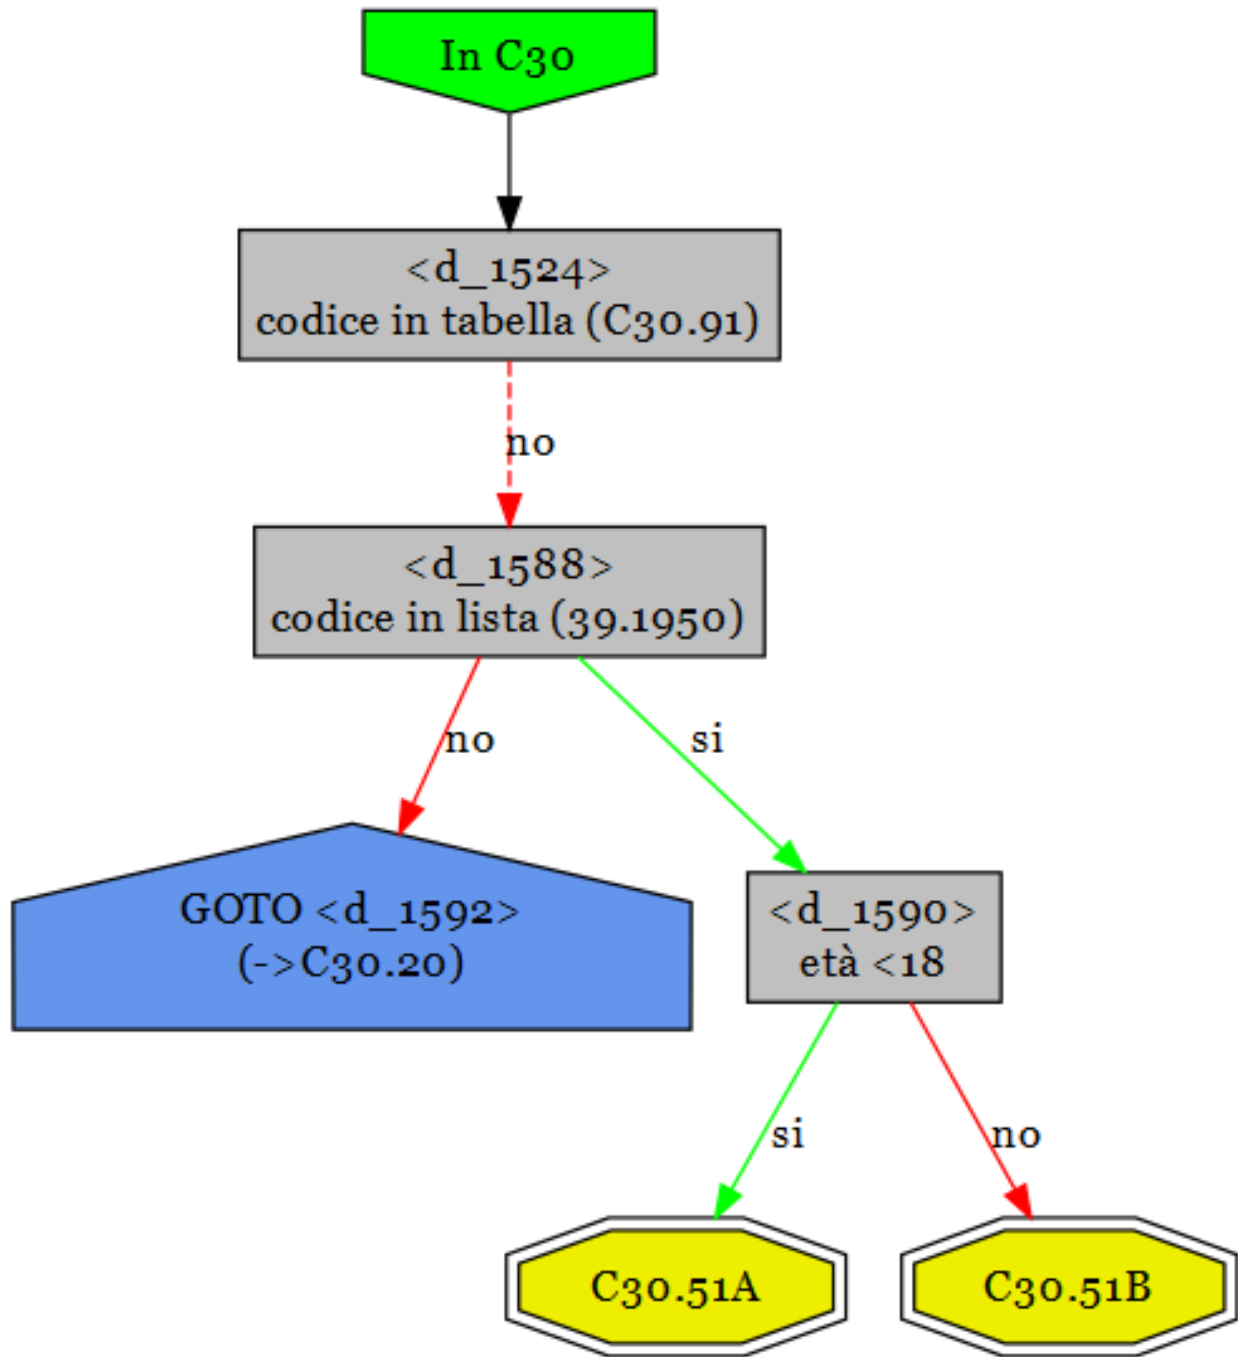 In C30
<d_1524>
codice in tabella (C30.91)
no
<d_1588>
codice in lista (39.1950)
no
si
GOTO <d_1592>
(->C30.20)
<d_1590>
età <18
si
no
C30.51A
C30.51B